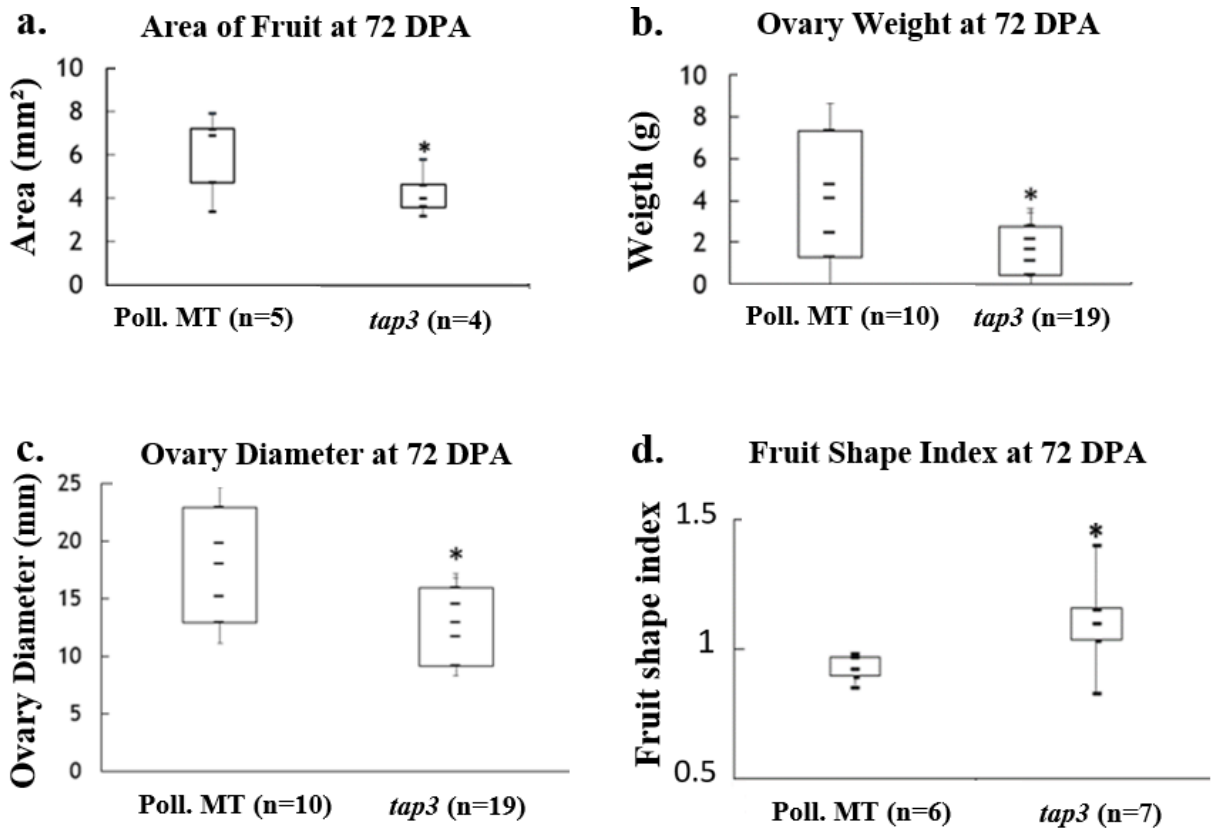 a.
Area of Fruit at 72 DPA
Area (mm²)
10
8
6
4
2
0
*
Poll. MT (n=5)
tap3 (n=4)
b.
Ovary Weight at 72 DPA
Weigth (g)
10
8
6
4
2
0
*
Poll. MT (n=10)
tap3 (n=19)
c.
Ovary Diameter at 72 DPA
Ovary Diameter (mm)
25
20
15
10
5
0
*
Poll. MT (n=10)
tap3 (n=19)
d.
Fruit Shape Index at 72 DPA
Fruit shape index
1.5
1
0.5
*
Poll. MT (n=6)
tap3 (n=7)